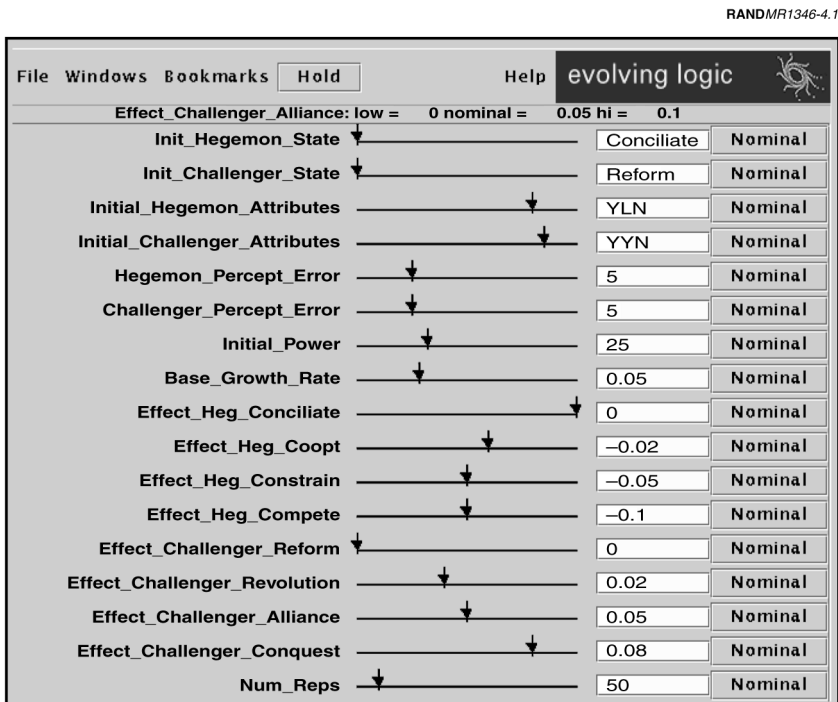 RANDMR1346-4.1
File Windows Bookmarks Hold Help evolving logic
Effect_Challenger_Alliance: low = 0 nominal = 0.05 hi = 0.1
Init_Hegemon_State Conciliate Nominal
Init_Challenger_State Reform Nominal
Initial_Hegemon_Attributes YLN Nominal
Initial_Challenger_Attributes YYN Nominal
Hegemon_Percept_Error 5 Nominal
Challenger_Percept_Error 5 Nominal
Initial_Power 25 Nominal
Base_Growth_Rate 0.05 Nominal
Effect_Heg_Conciliate 0 Nominal
Effect_Heg_Coopt –0.02 Nominal
Effect_Heg_Constrain –0.05 Nominal
Effect_Heg_Compete –0.1 Nominal
Effect_Challenger_Reform 0 Nominal
Effect_Challenger_Revolution 0.02 Nominal
Effect_Challenger_Alliance 0.05 Nominal
Effect_Challenger_Conquest 0.08 Nominal
Num_Reps 50 Nominal